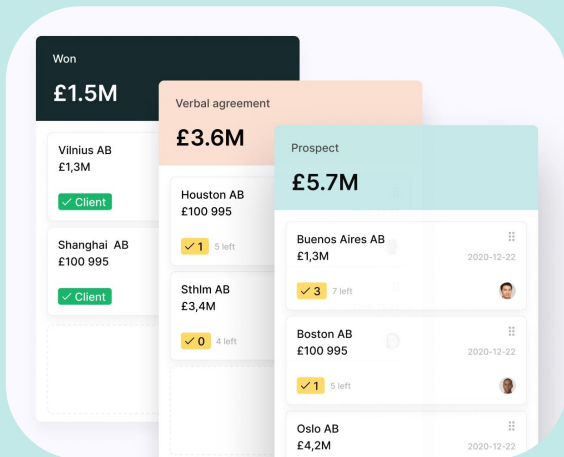 Won
£1.5M
Vilnius AB
£1,3M
✓ Client
Shanghai AB
£100 995
✓ Client
Verbal agreement
£3.6M
Houston AB
£100 995
✓ 1 5 left
Sthlm AB
£3,4M
✓ 0 4 left
Prospect
£5.7M
Buenos Aires AB
£1,3M
2020-12-22
✓ 3 7 left
Boston AB
£100 995
2020-12-22
✓ 1 5 left
Oslo AB
£4,2M
2020-12-22